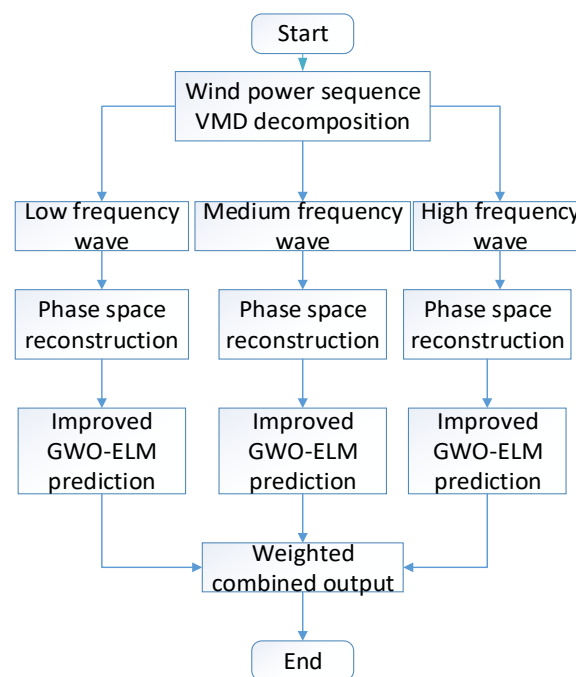 Start
Wind power sequence
VMD decomposition
Low frequency
wave
Medium frequency
wave
High frequency
wave
Phase space
reconstruction
Phase space
reconstruction
Phase space
reconstruction
Improved
GWO-ELM
prediction
Improved
GWO-ELM
prediction
Improved
GWO-ELM
prediction
Weighted
combined output
End